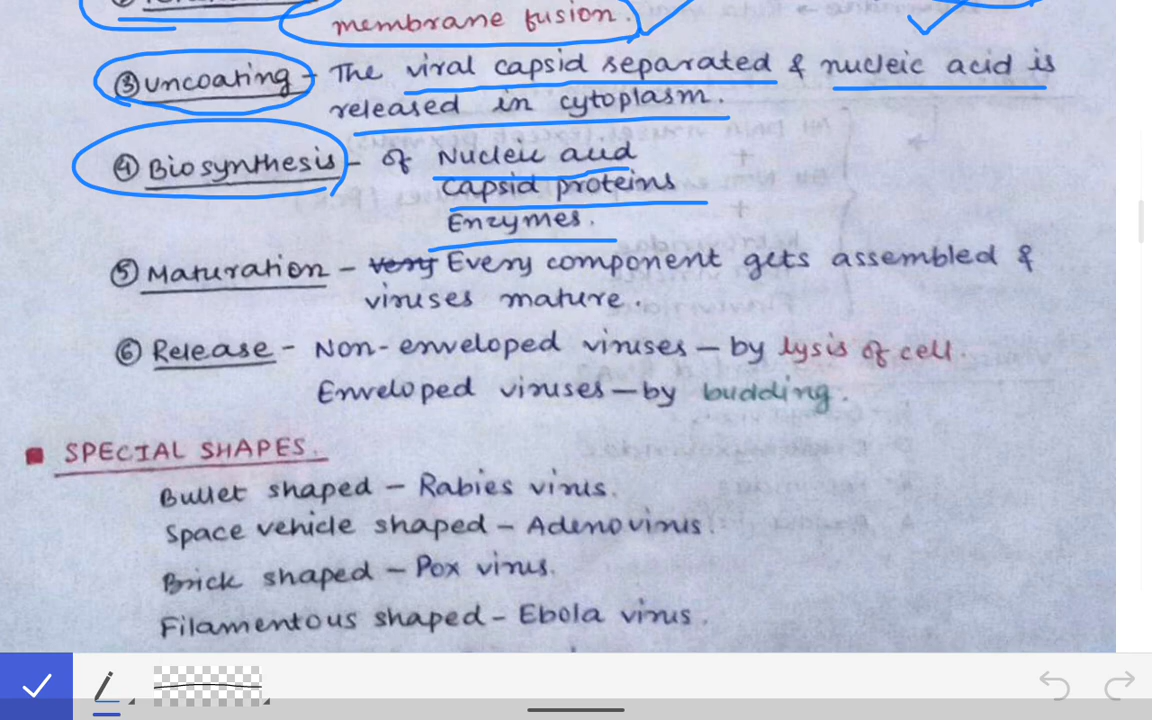 membrane fusion.
③ Uncoating - The viral capsid separated & nucleic acid is
released in cytoplasm.
④ Biosynthesis - of Nucleic acid
Capsid proteins
Enzymes.
⑤ Maturation - very Every component gets assembled &
viruses mature.
⑥ Release - Non-enveloped viruses - by lysis of cell.
Enveloped viruses - by budding.
SPECIAL SHAPES.
Bullet shaped - Rabies virus.
Space vehicle shaped - Adenovirus.
Brick shaped - Pox virus.
Filamentous shaped - Ebola virus.